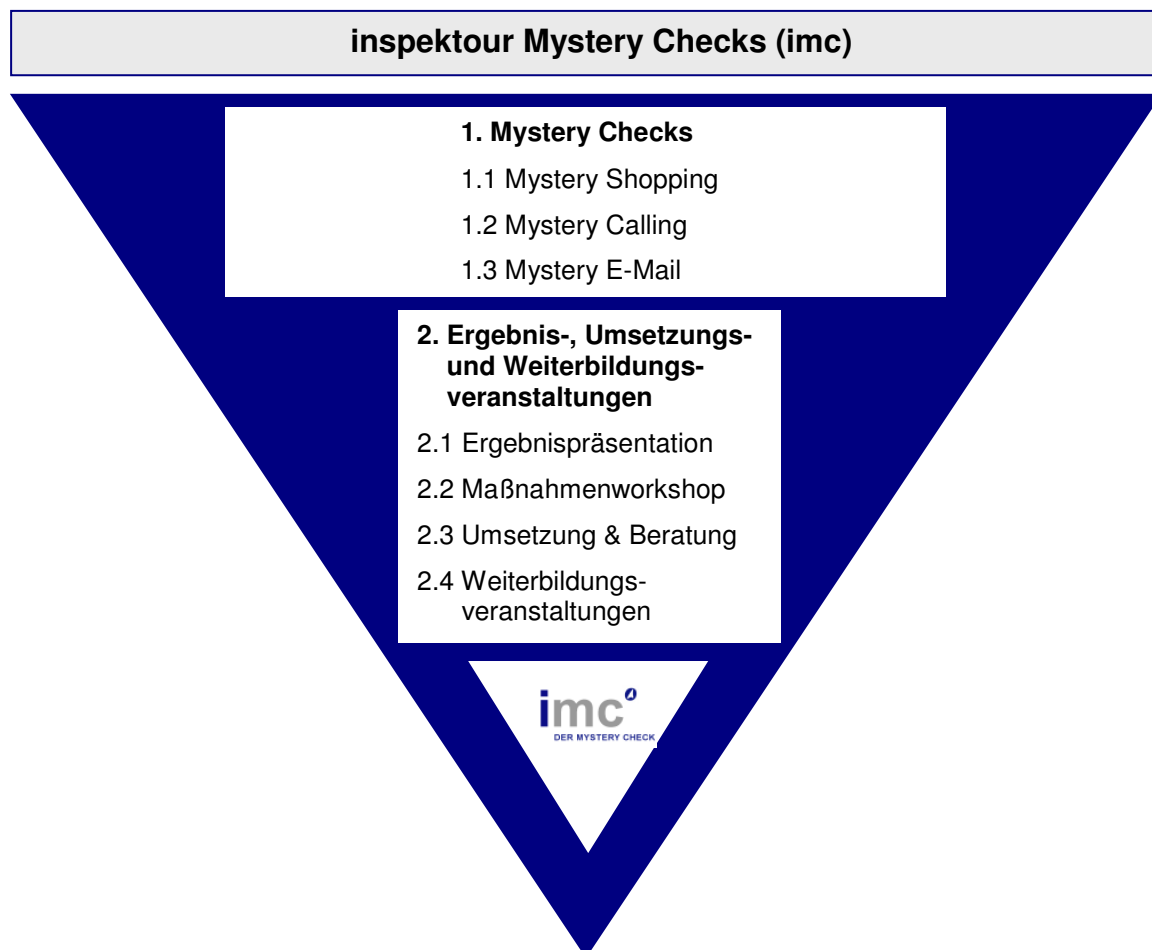 inspektour Mystery Checks (imc)
1. Mystery Checks
1.1 Mystery Shopping
1.2 Mystery Calling
1.3 Mystery E-Mail
2. Ergebnis-, Umsetzungs-
und Weiterbildungs-
veranstaltungen
2.1 Ergebnispräsentation
2.2 Maßnahmenworkshop
2.3 Umsetzung & Beratung
2.4 Weiterbildungs-
veranstaltungen
imc
DER MYSTERY CHECK